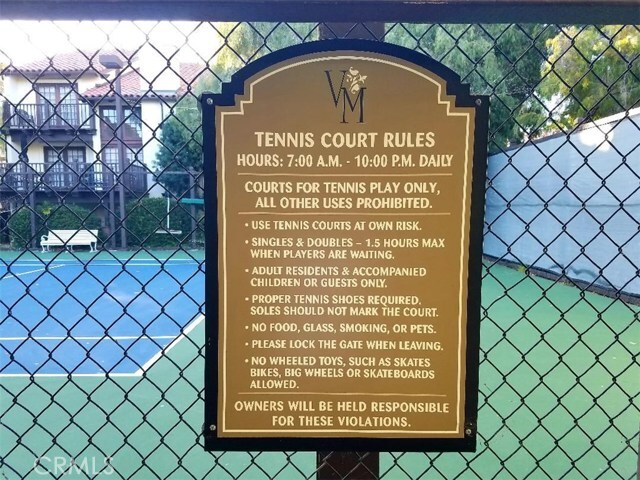 VM
TENNIS COURT RULES
HOURS: 7:00 A.M. - 10:00 P.M. DAILY
COURTS FOR TENNIS PLAY ONLY,
ALL OTHER USES PROHIBITED.
• USE TENNIS COURTS AT OWN RISK.
• SINGLES & DOUBLES – 1.5 HOURS MAX
WHEN PLAYERS ARE WAITING.
• ADULT RESIDENTS & ACCOMPANIED
CHILDREN OR GUESTS ONLY.
• PROPER TENNIS SHOES REQUIRED.
SOLES SHOULD NOT MARK THE COURT.
• NO FOOD, GLASS, SMOKING, OR PETS.
• PLEASE LOCK THE GATE WHEN LEAVING.
• NO WHEELED TOYS, SUCH AS SKATES
BIKES, BIG WHEELS OR SKATEBOARDS
ALLOWED.
OWNERS WILL BE HELD RESPONSIBLE
FOR THESE VIOLATIONS.
CRMLS